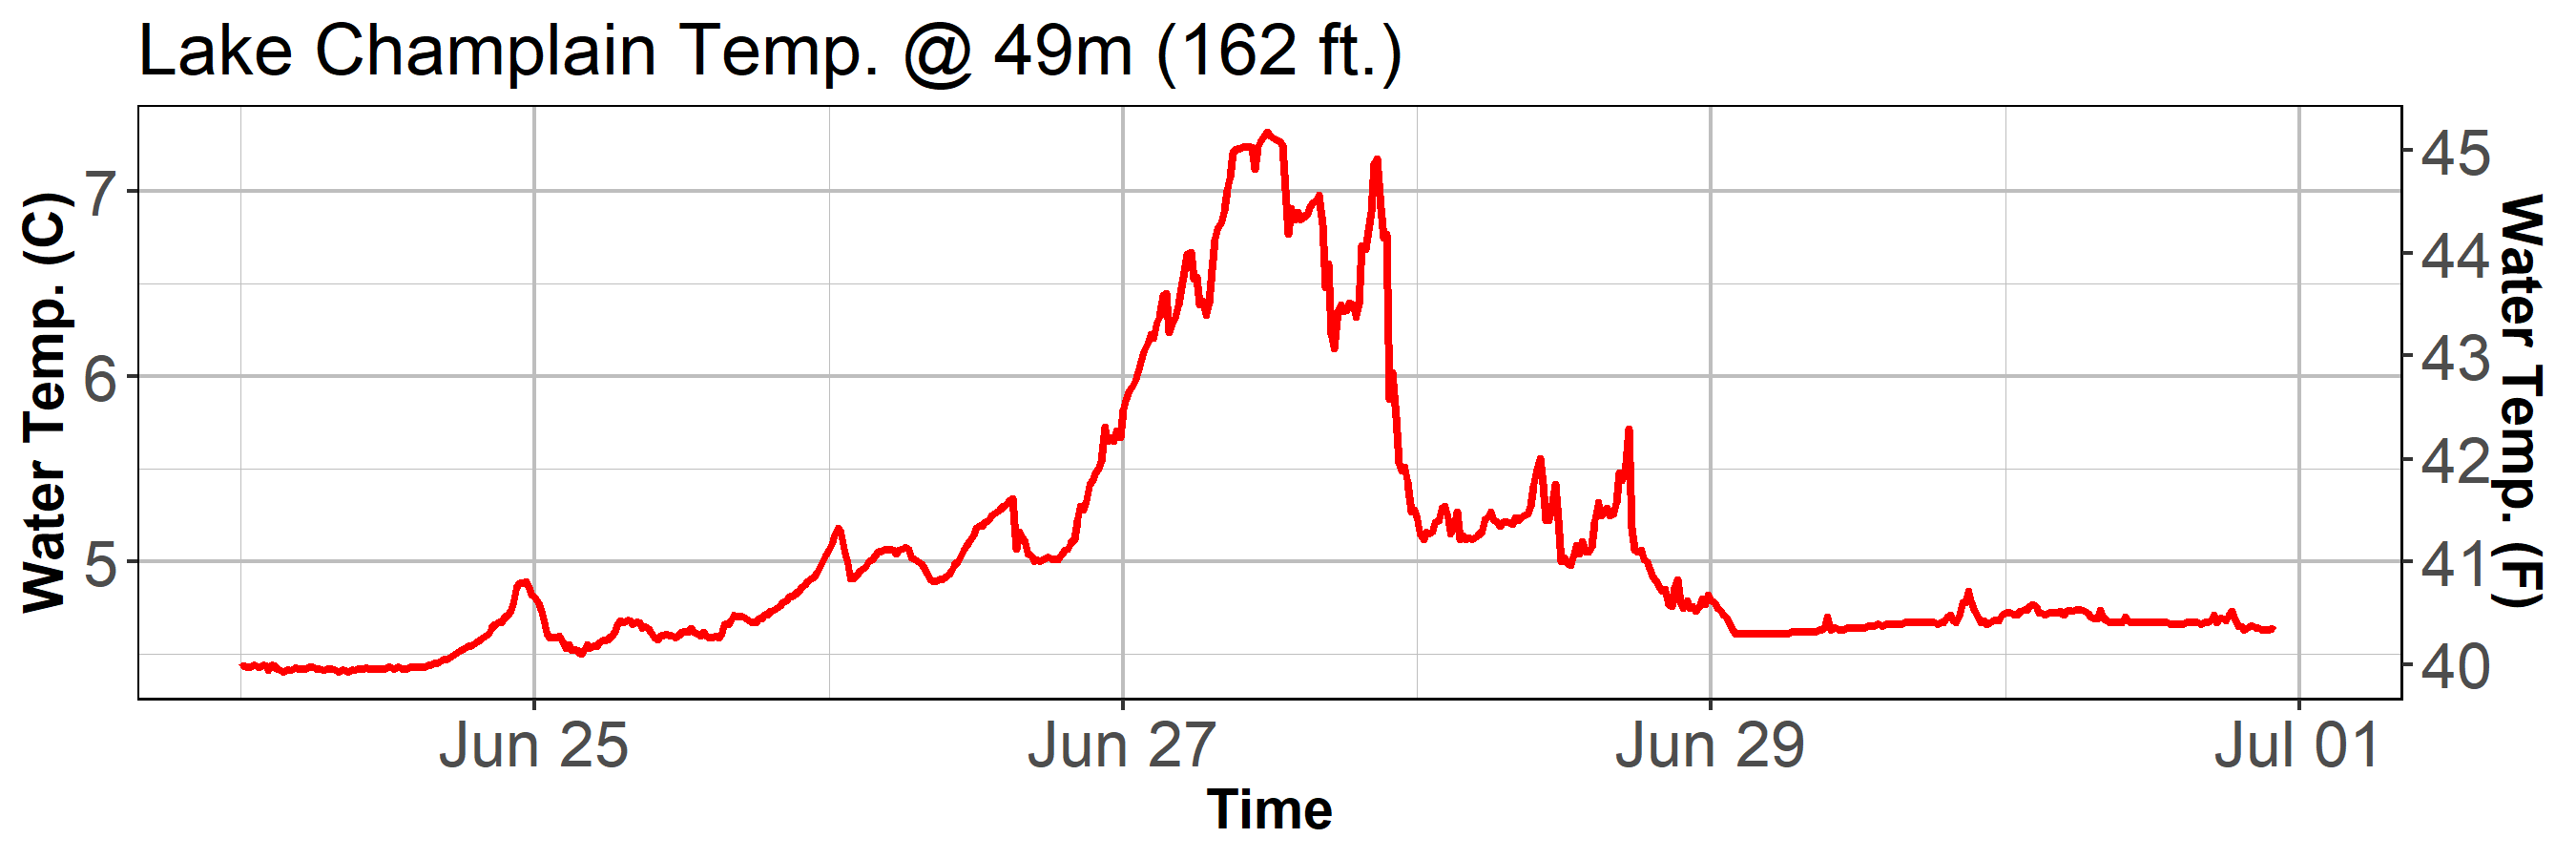 Lake Champlain Temp. @ 49m (162 ft.)
Water Temp. (C)
7
6
5
45
44
43
42
41
40
Water Temp. (F)
Jun 25
Jun 27
Jun 29
Jul 01
Time